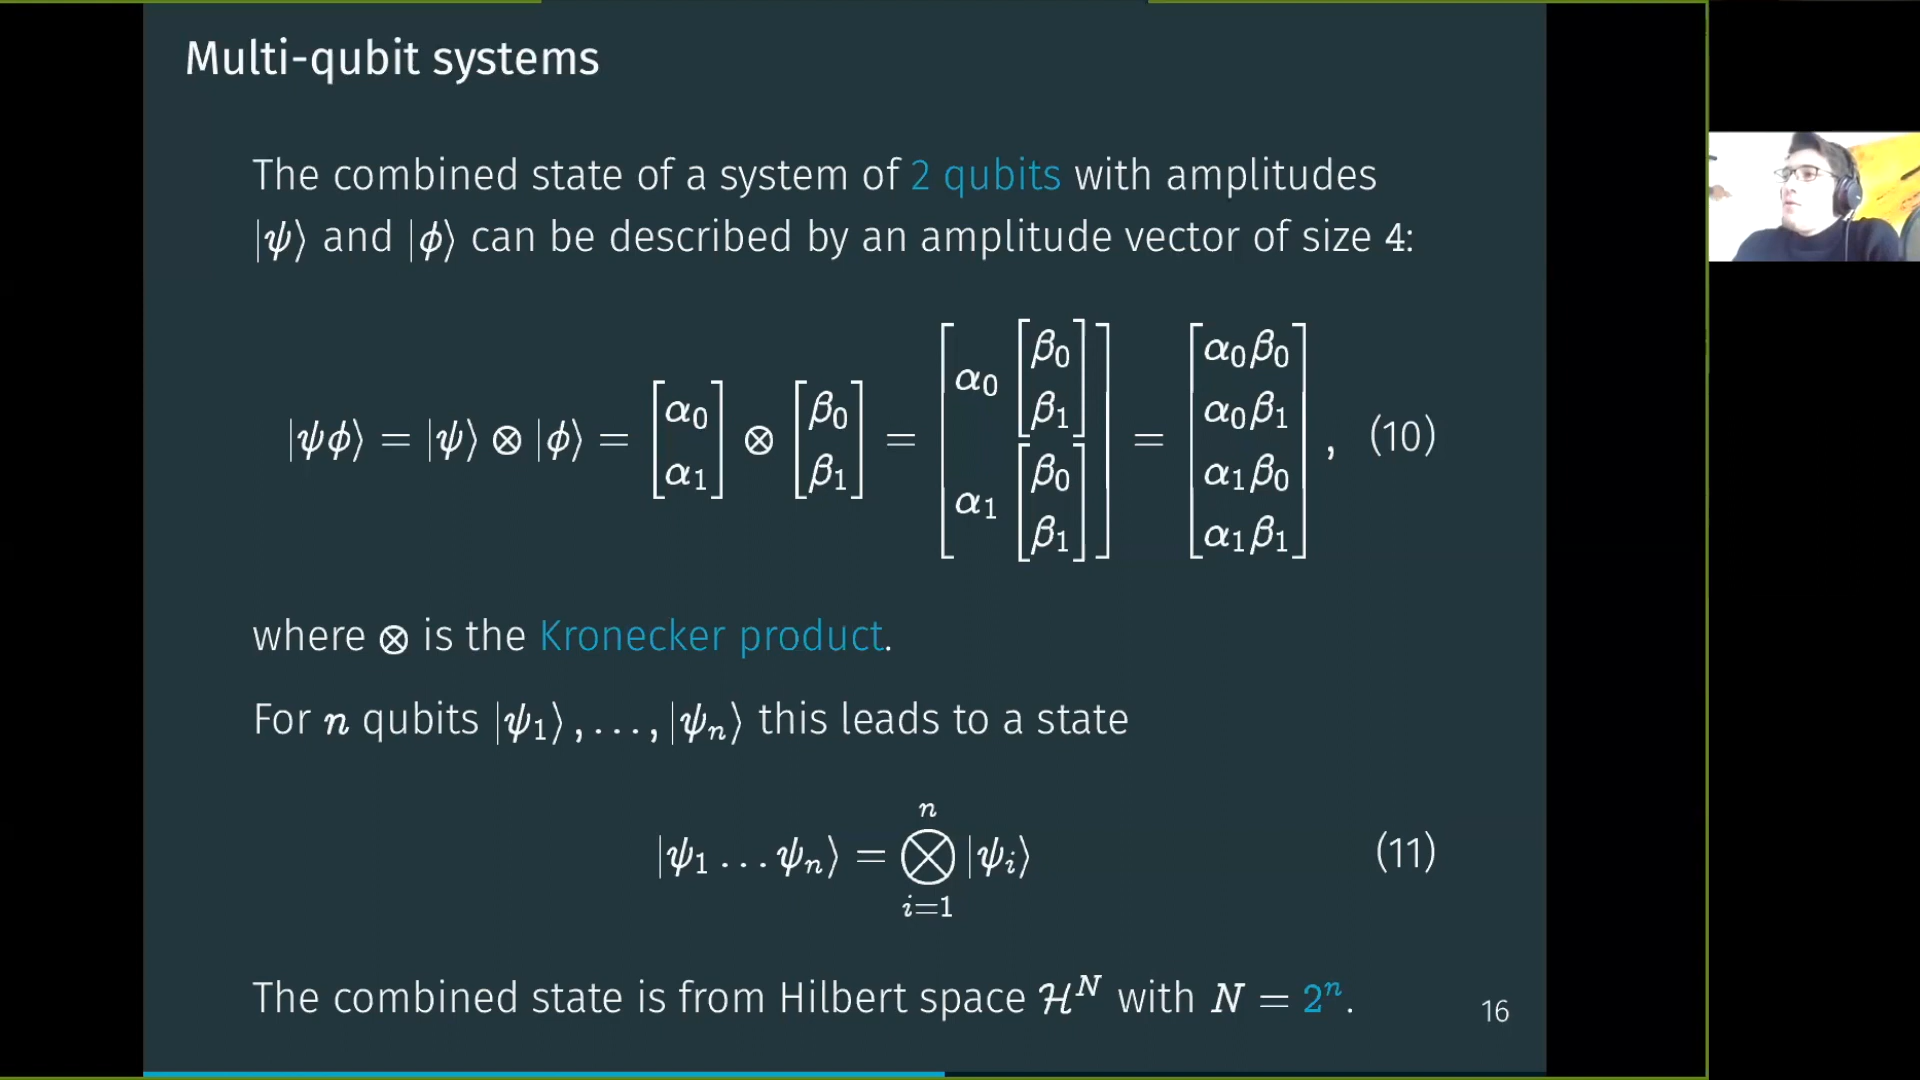 Multi-qubit systems
The combined state of a system of 2 qubits with amplitudes
|ψ⟩ and |ϕ⟩ can be described by an amplitude vector of size 4:
|ψϕ⟩ = |ψ⟩ ⊗ |ϕ⟩ = [α₀ α₁] ⊗ [β₀ β₁] = [α₀ [β₀ β₁] α₁ [β₀ β₁]] = [α₀β₀ α₀β₁ α₁β₀ α₁β₁] , (10)
where ⊗ is the Kronecker product.
For n qubits |ψ₁⟩, . . . , |ψₙ⟩ this leads to a state
|ψ₁ . . . ψₙ⟩ = ⨂ⁿᵢ₌₁ |ψᵢ⟩ (11)
The combined state is from Hilbert space ℋᴺ with N = 2ⁿ.
16